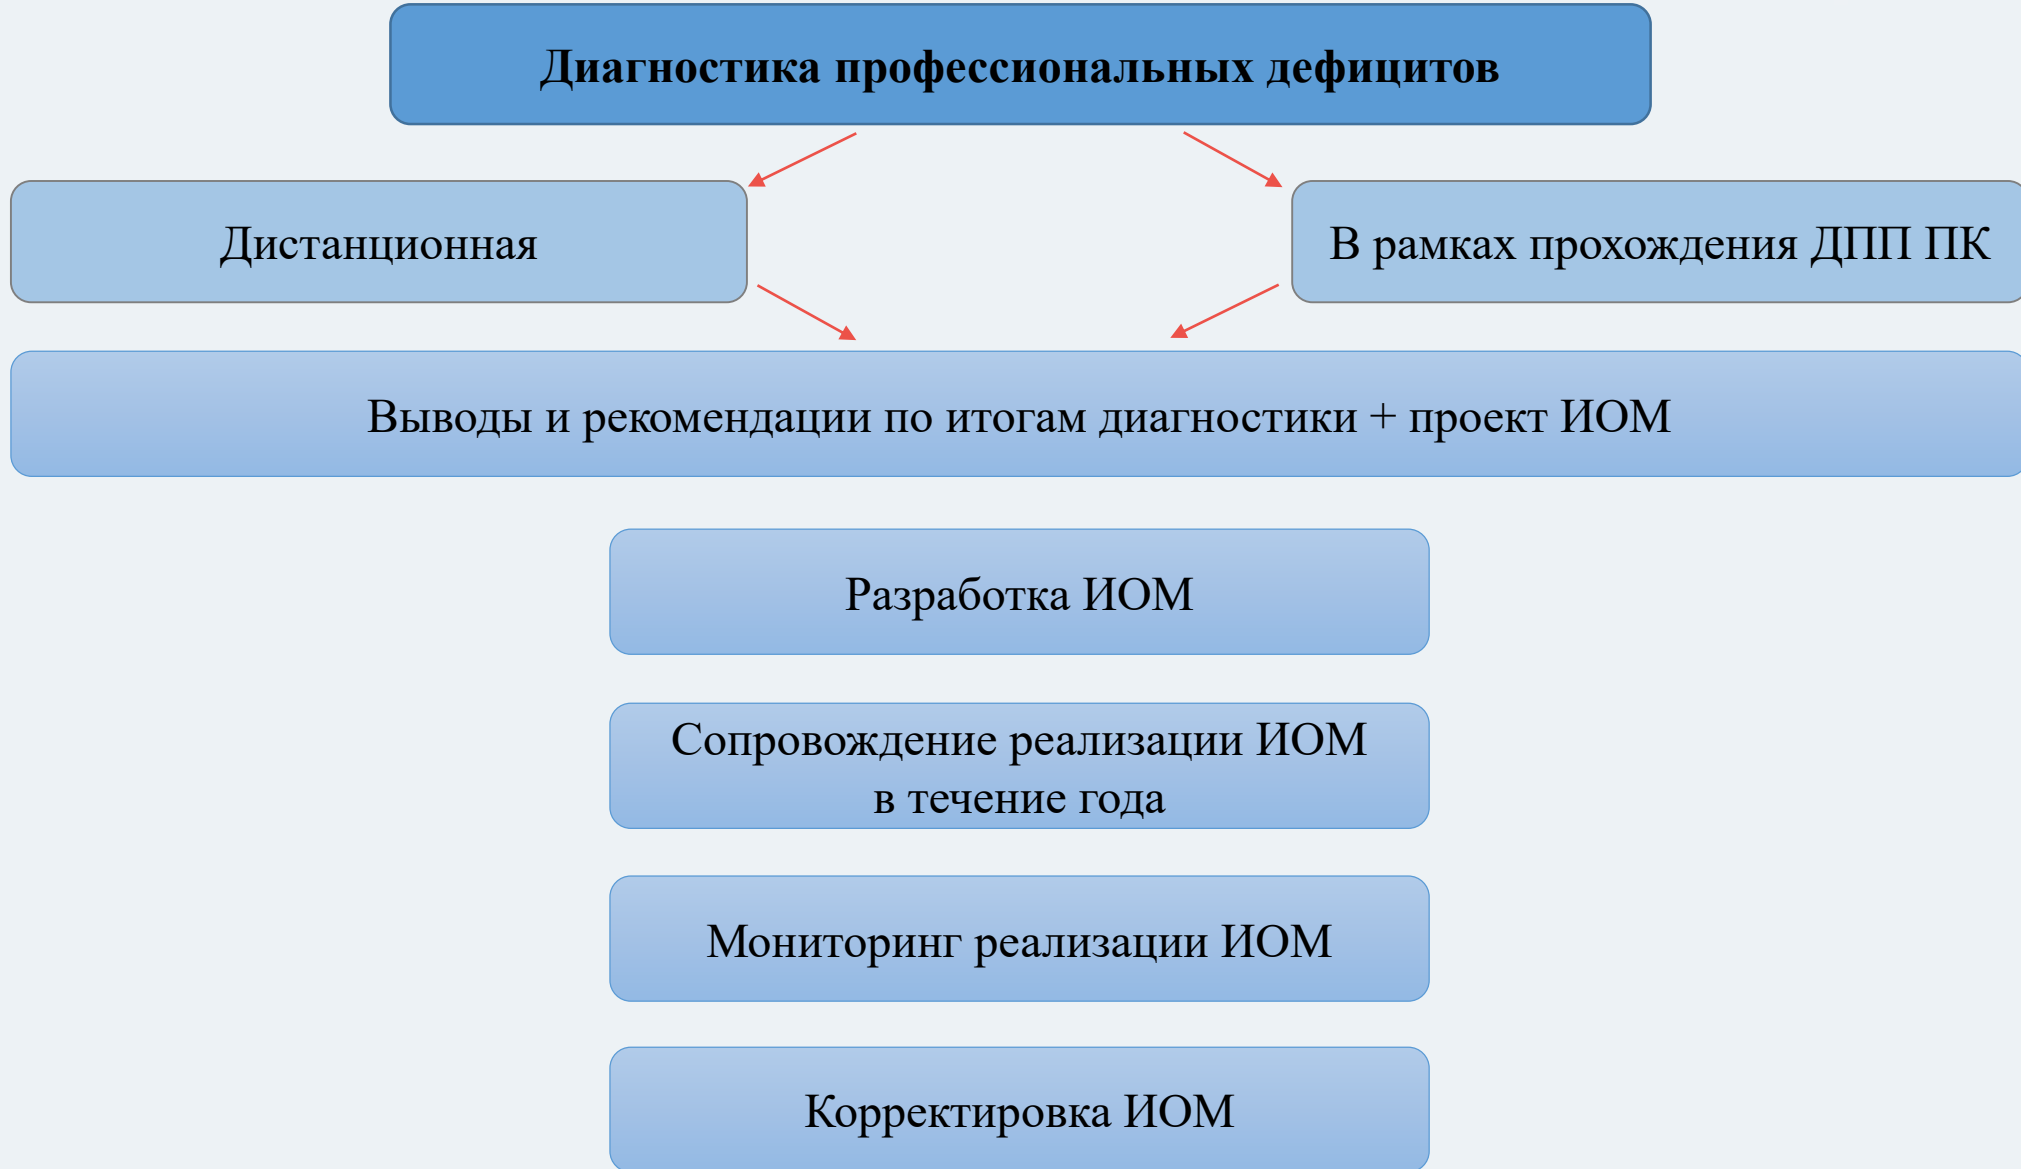 Диагностика профессиональных дефицитов
Дистанционная
В рамках прохождения ДПП ПК
Выводы и рекомендации по итогам диагностики + проект ИОМ
Разработка ИОМ
Сопровождение реализации ИОМ
в течение года
Мониторинг реализации ИОМ
Корректировка ИОМ